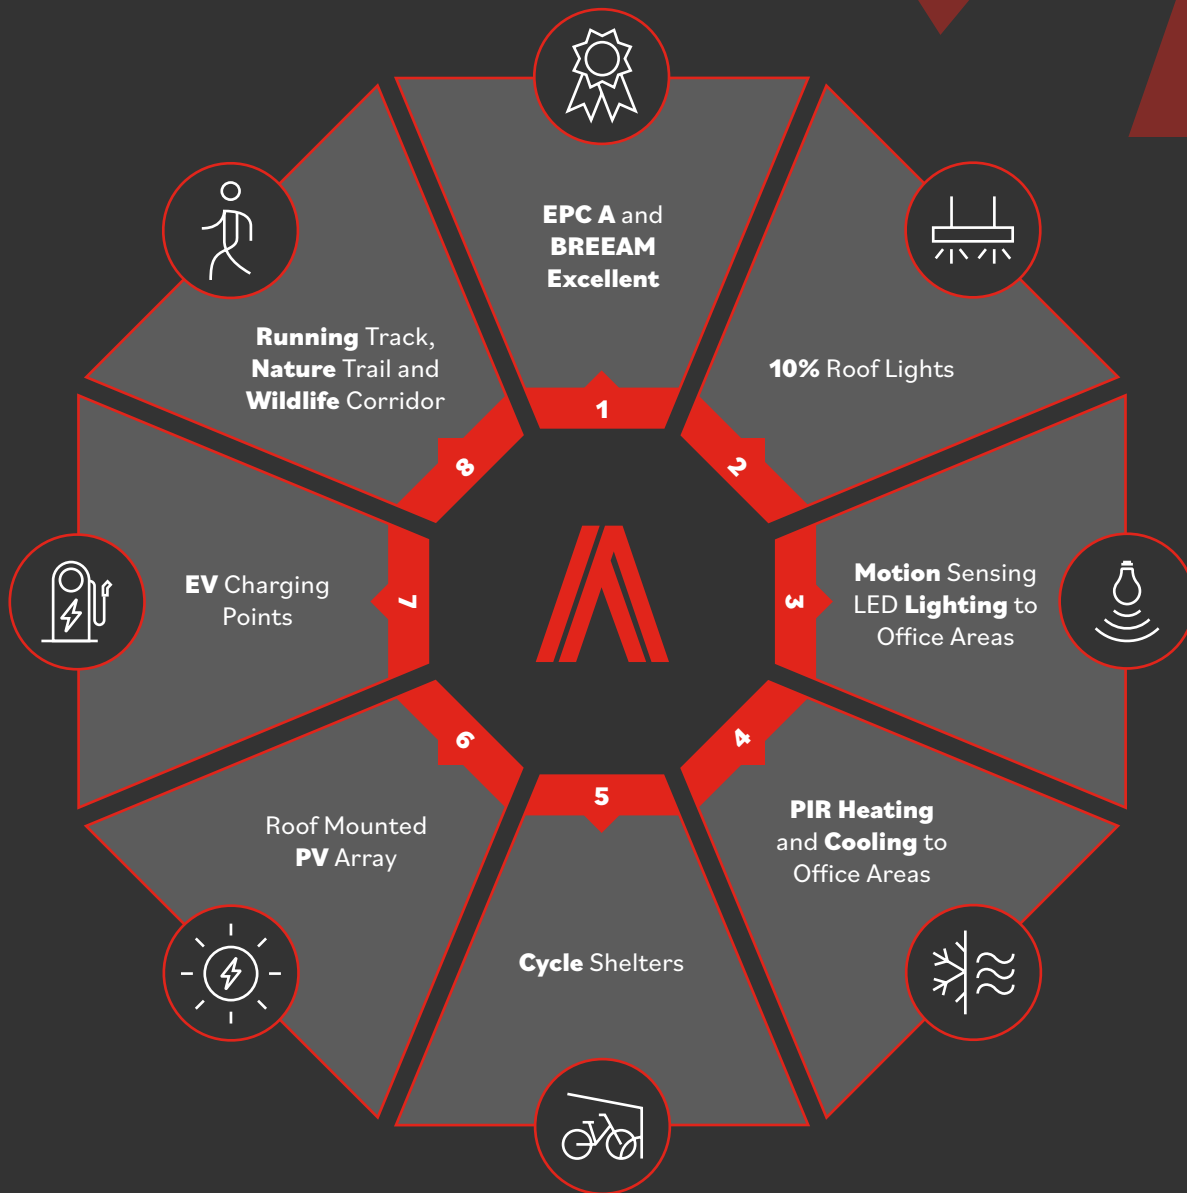 EPC A and
BREEAM
Excellent
1
10% Roof Lights
2
Motion Sensing
LED Lighting to
Office Areas
3
PIR Heating
and Cooling to
Office Areas
4
5
Cycle Shelters
6
Roof Mounted
PV Array
7
EV Charging
Points
8
Running Track,
Nature Trail and
Wildlife Corridor